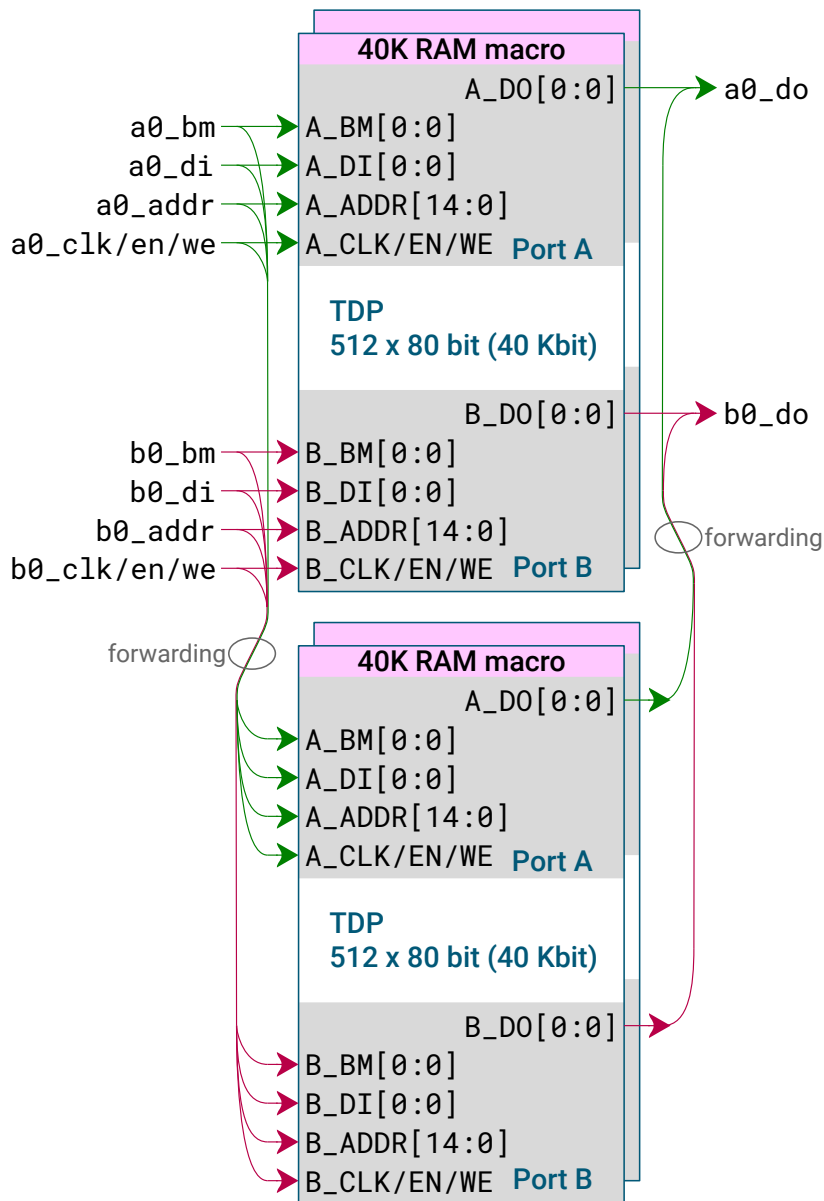 40K RAM macro
A_DO[0:0]
a0_do
a0_bm
A_BM[0:0]
a0_di
A_DI[0:0]
a0_addr
A_ADDR[14:0]
a0_clk/en/we
A_CLK/EN/WE
Port A
TDP
512 x 80 bit (40 Kbit)
B_DO[0:0]
b0_do
b0_bm
B_BM[0:0]
b0_di
B_DI[0:0]
b0_addr
B_ADDR[14:0]
forwarding
b0_clk/en/we
B_CLK/EN/WE
Port B
forwarding
40K RAM macro
A_DO[0:0]
A_BM[0:0]
A_DI[0:0]
A_ADDR[14:0]
A_CLK/EN/WE
Port A
TDP
512 x 80 bit (40 Kbit)
B_DO[0:0]
B_BM[0:0]
B_DI[0:0]
B_ADDR[14:0]
B_CLK/EN/WE
Port B